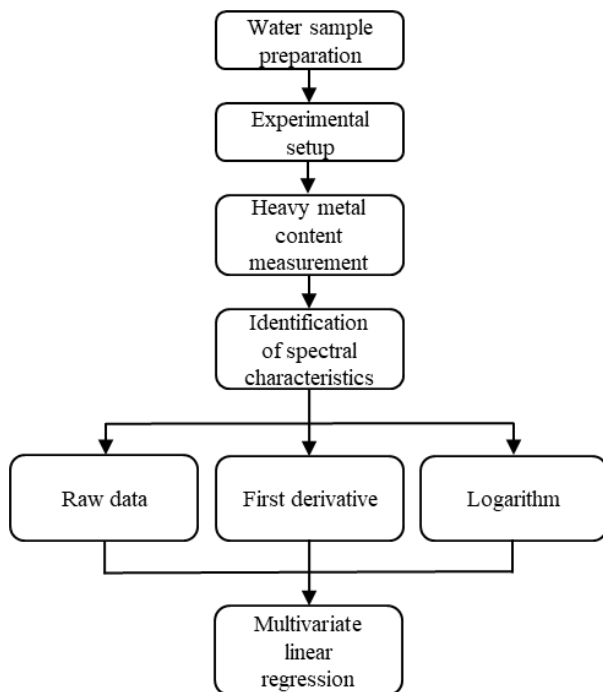 Water sample
preparation
Experimental
setup
Heavy metal
content
measurement
Identification
of spectral
characteristics
Raw data
First derivative
Logarithm
Multivariate
linear
regression